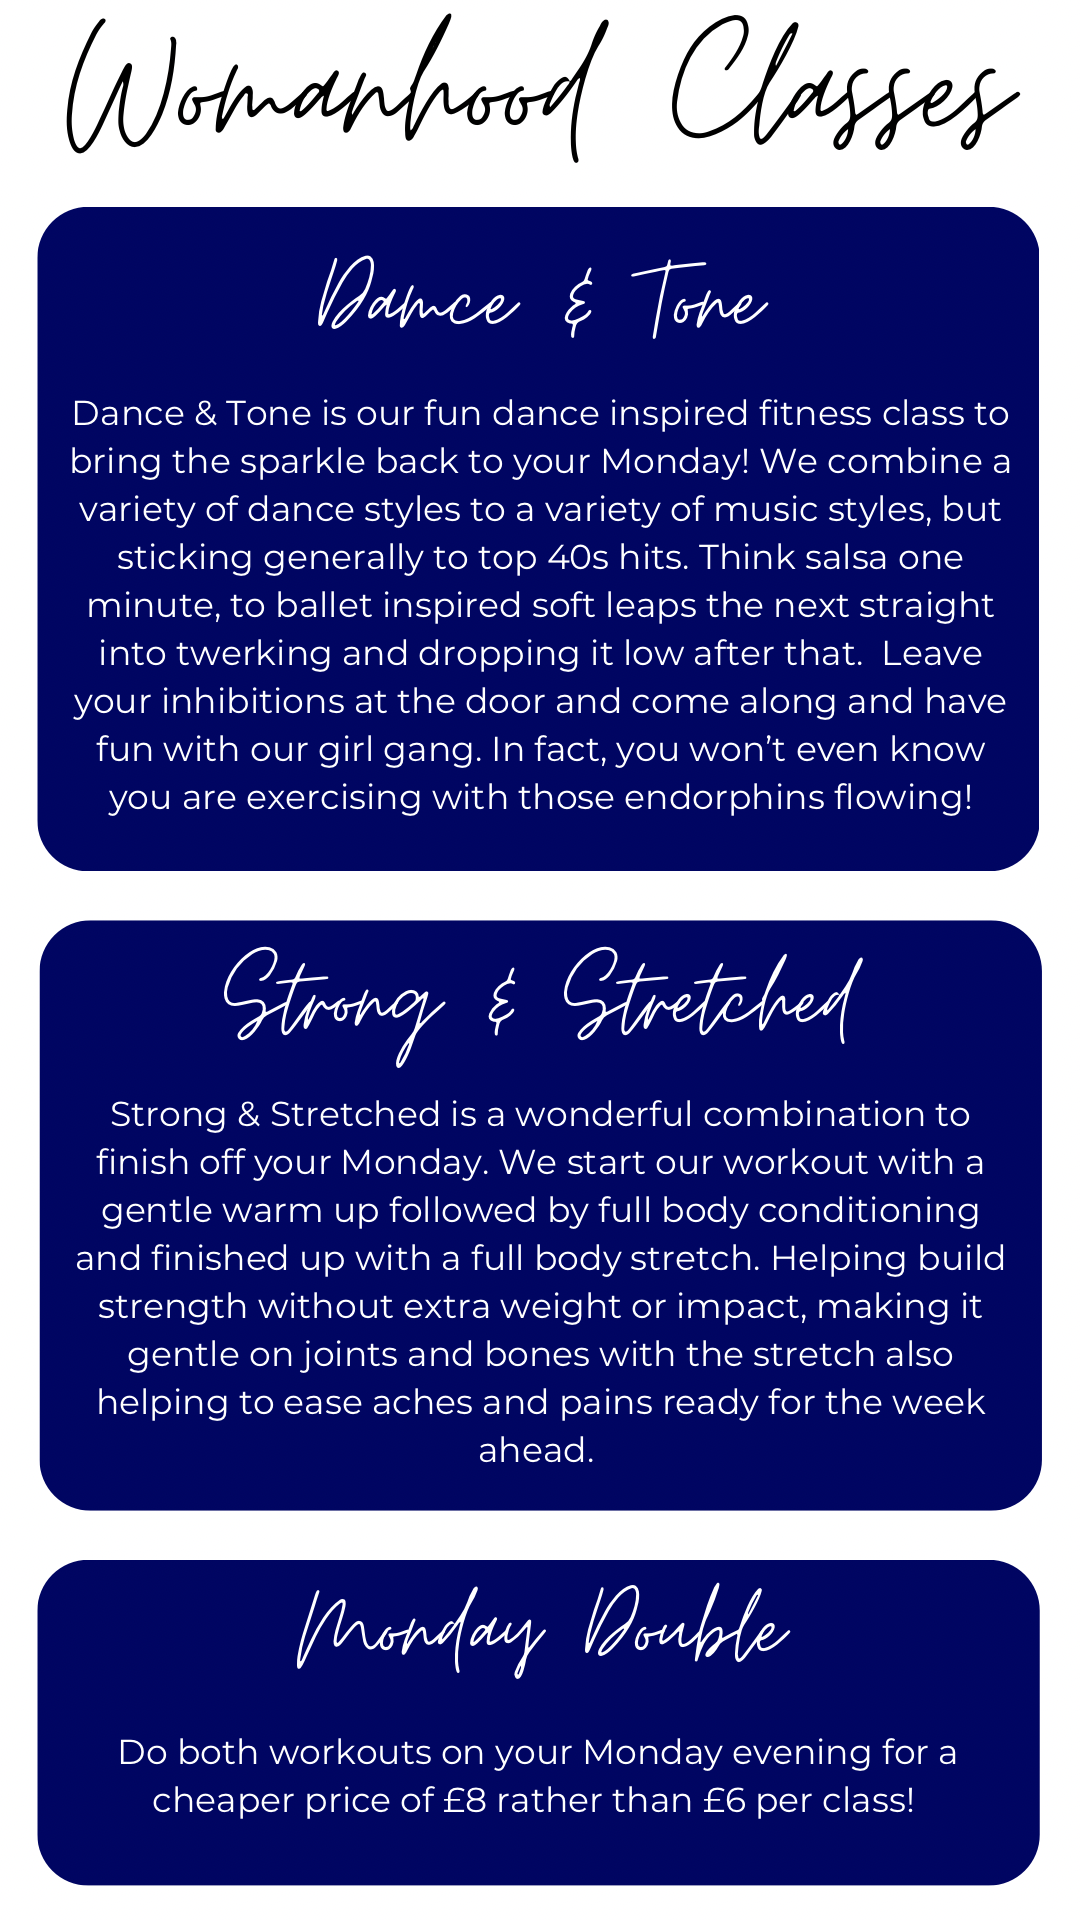 Womanhood Classes
Damce & Tone
Dance & Tone is our fun dance inspired fitness class to
bring the sparkle back to your Monday! We combine a
variety of dance styles to a variety of music styles, but
sticking generally to top 40s hits. Think salsa one
minute, to ballet inspired soft leaps the next straight
into twerking and dropping it low after that.  Leave
your inhibitions at the door and come along and have
fun with our girl gang. In fact, you won’t even know
you are exercising with those endorphins flowing!
Strong & Stretched
Strong & Stretched is a wonderful combination to
finish off your Monday. We start our workout with a
gentle warm up followed by full body conditioning
and finished up with a full body stretch. Helping build
strength without extra weight or impact, making it
gentle on joints and bones with the stretch also
helping to ease aches and pains ready for the week
ahead.
Monday Double
Do both workouts on your Monday evening for a
cheaper price of £8 rather than £6 per class!